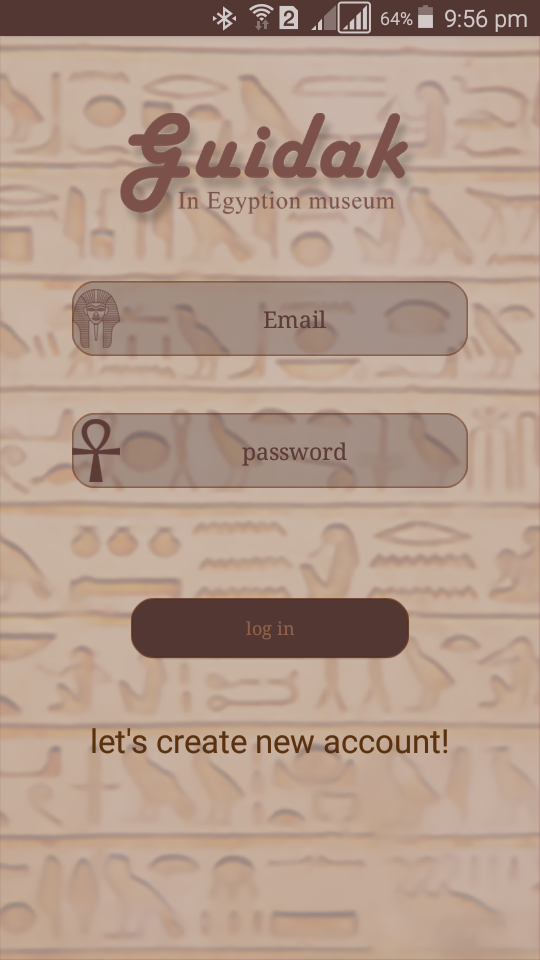 2 64% 9:56 pm
Guidak
In Egyption museum
Email
password
log in
let's create new account!